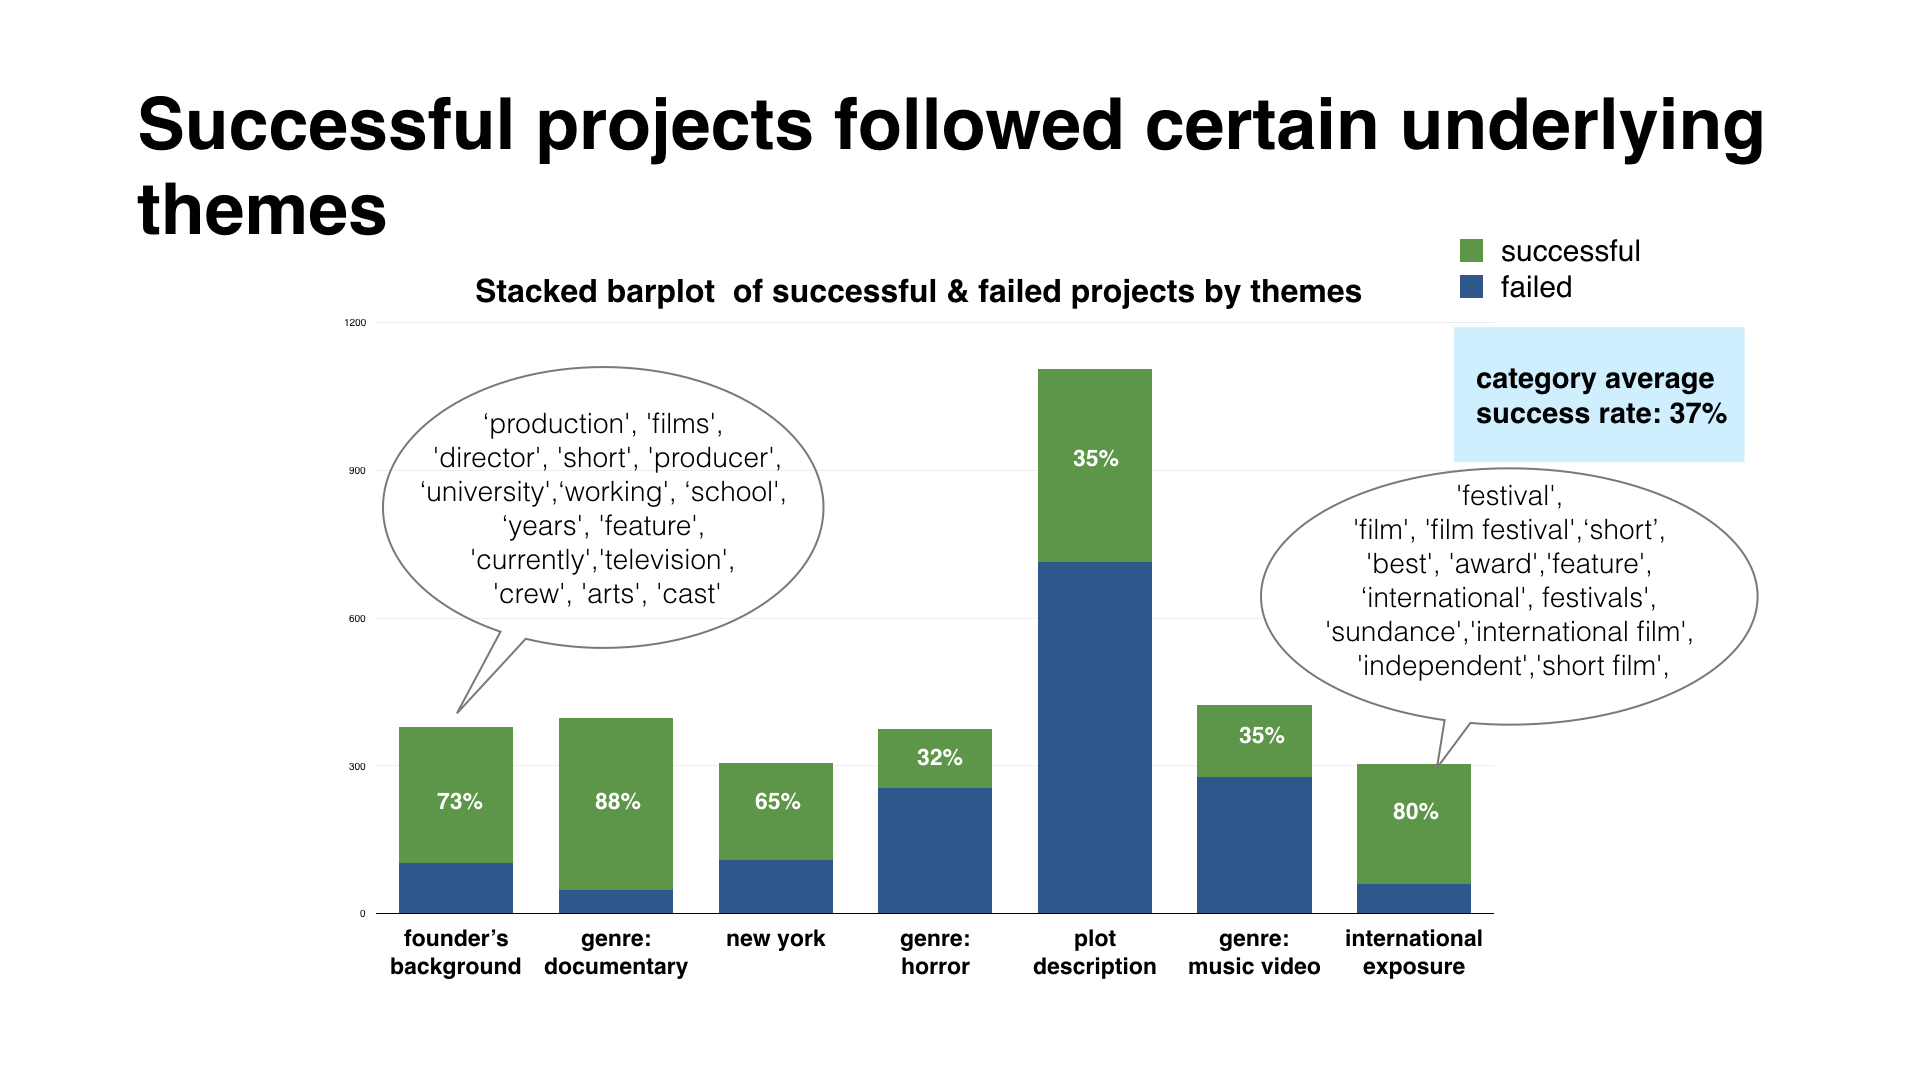 Successful projects followed certain underlying
themes
successful
failed
Stacked barplot  of successful & failed projects by themes
category average
success rate: 37%
1200
900
600
300
0
‘production', 'films',
'director', 'short', 'producer',
‘university',‘working', ‘school',
‘years', 'feature',
'currently','television',
'crew', 'arts', 'cast'
'festival',
'film', 'film festival',‘short’,
'best', 'award','feature',
‘international', festivals',
'sundance','international film',
'independent','short film',
73%
88%
65%
32%
35%
35%
80%
founder’s
background
genre:
documentary
new york
genre:
horror
plot
description
genre:
music video
international
exposure